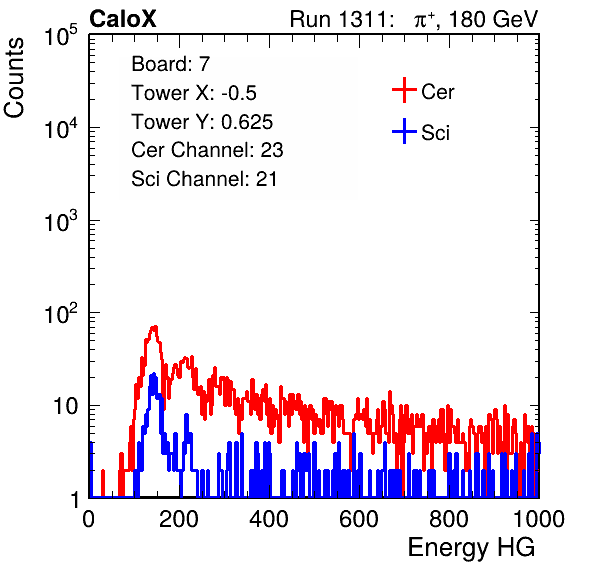 CaloX Run 1311: π⁺, 180 GeV
Board: 7
Tower X: -0.5
Tower Y: 0.625
Cer Channel: 23
Sci Channel: 21
Cer
Sci
Counts
10⁵
10⁴
10³
10²
10
1
0 200 400 600 800 1000
Energy HG